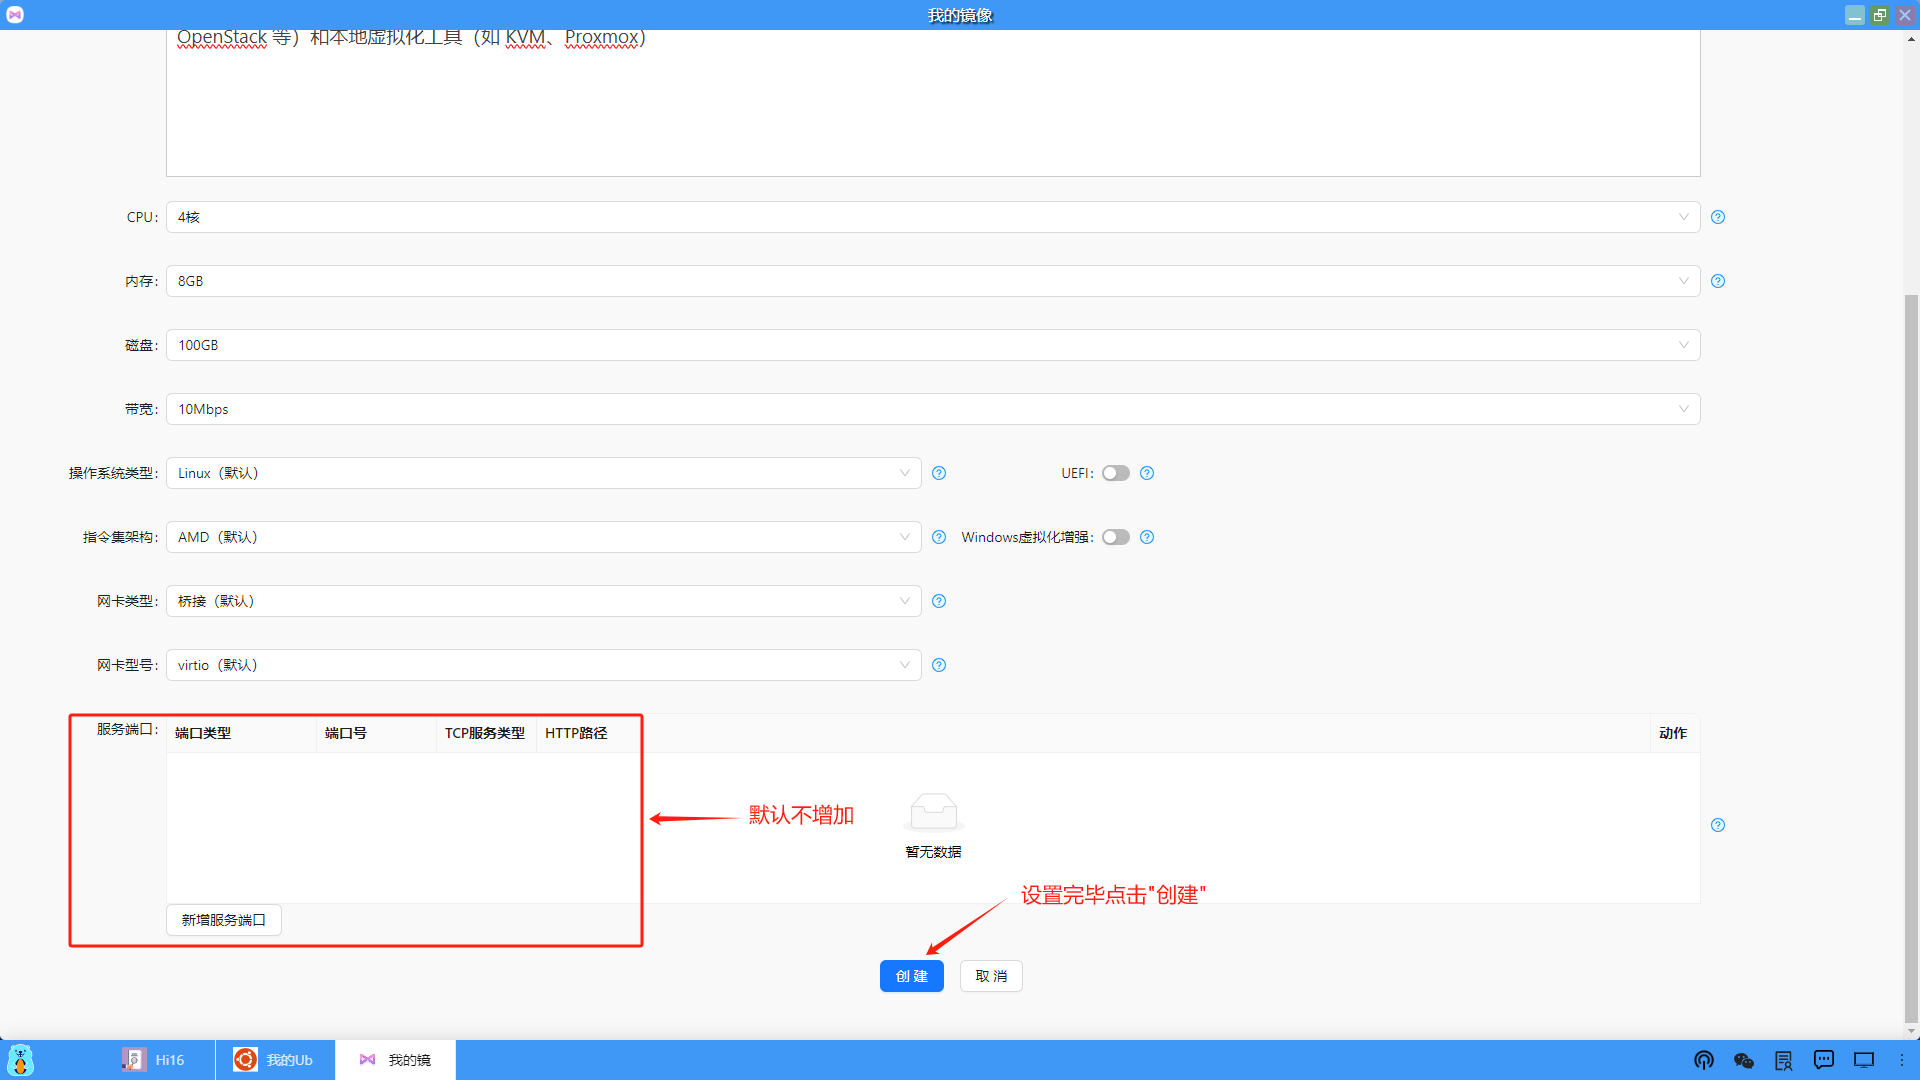 我的镜像
OpenStack 等）和本地虚拟化工具（如 KVM、Proxmox）
CPU： 4核
内存： 8GB
磁盘： 100GB
带宽： 10Mbps
操作系统类型： Linux（默认） UEFI：
指令集架构： AMD（默认） Windows虚拟化增强：
网卡类型： 桥接（默认）
网卡型号： virtio（默认）
服务端口： 端口类型 端口号 TCP服务类型 HTTP路径 动作
默认不增加
暂无数据
设置完毕点击"创建"
新增服务端口
创 建 取 消
Hi16 我的Ub 我的镜